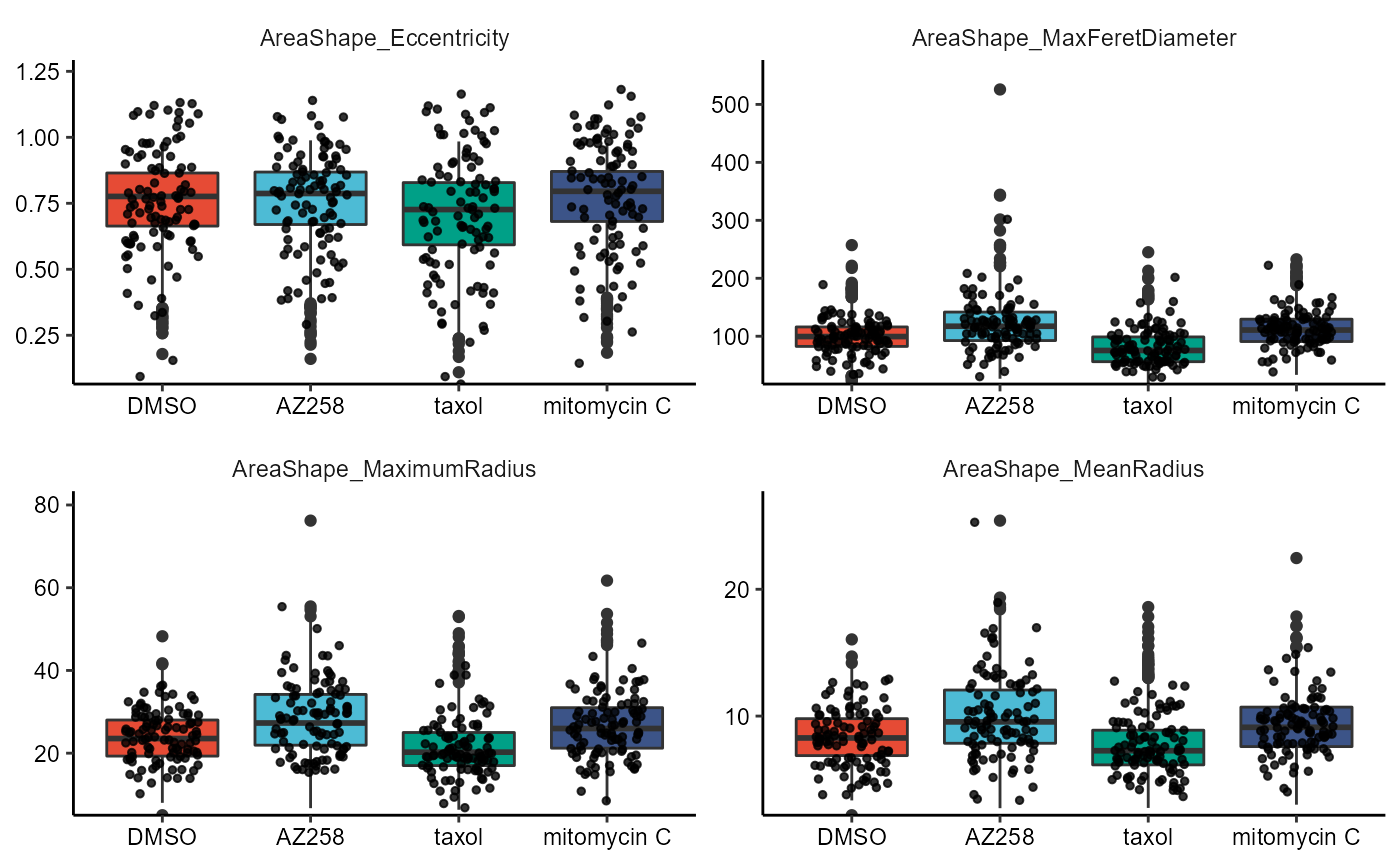 AreaShape_Eccentricity
1.25
1.00
0.75
0.50
0.25
DMSO AZ258 taxol mitomycin C
AreaShape_MaxFeretDiameter
500
400
300
200
100
DMSO AZ258 taxol mitomycin C
AreaShape_MaximumRadius
80
60
40
20
DMSO AZ258 taxol mitomycin C
AreaShape_MeanRadius
20
10
DMSO AZ258 taxol mitomycin C